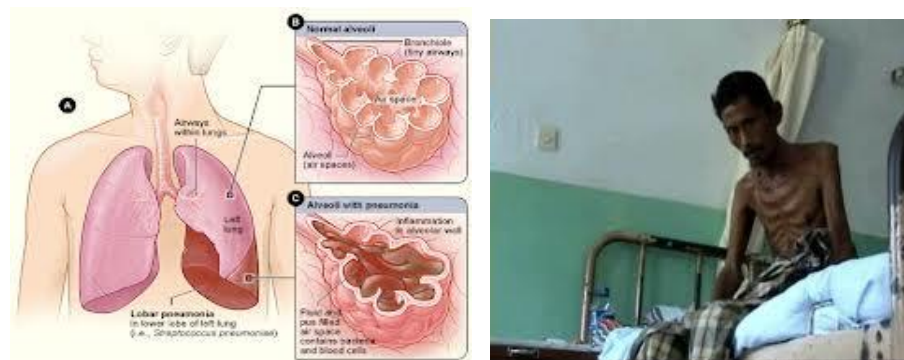 A
Airways
within lungs
Left
lung
Lobar pneumonia
in lower lobe of left lung
(i.e., Streptococcus pneumoniae)
B
Normal alveoli
Bronchiole
(tiny airways)
Air space
Alveoli
(air spaces)
C
Alveoli with pneumonia
Inflammation
in alveolar wall
Fluid and
pus filled
air space
contains bacteria
and blood cells